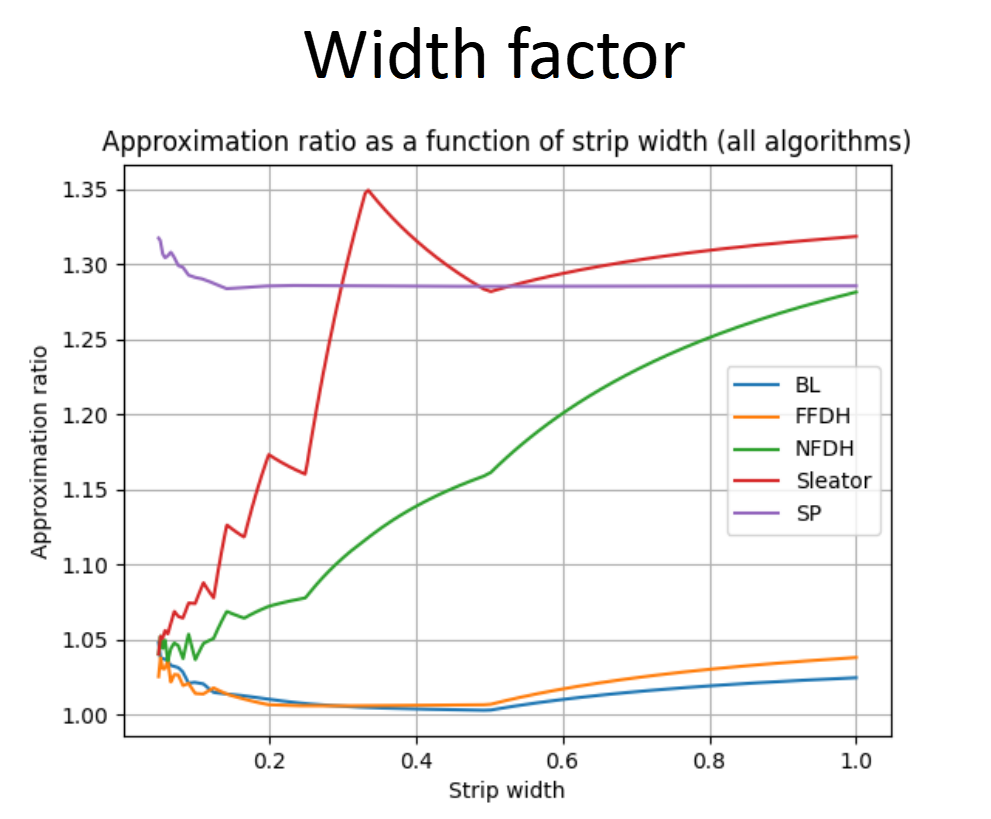 Width factor
Approximation ratio as a function of strip width (all algorithms)
1.35
1.30
1.25
1.20
1.15
1.10
1.05
1.00
Approximation ratio
BL
FFDH
NFDH
Sleator
SP
0.2 0.4 0.6 0.8 1.0
Strip width